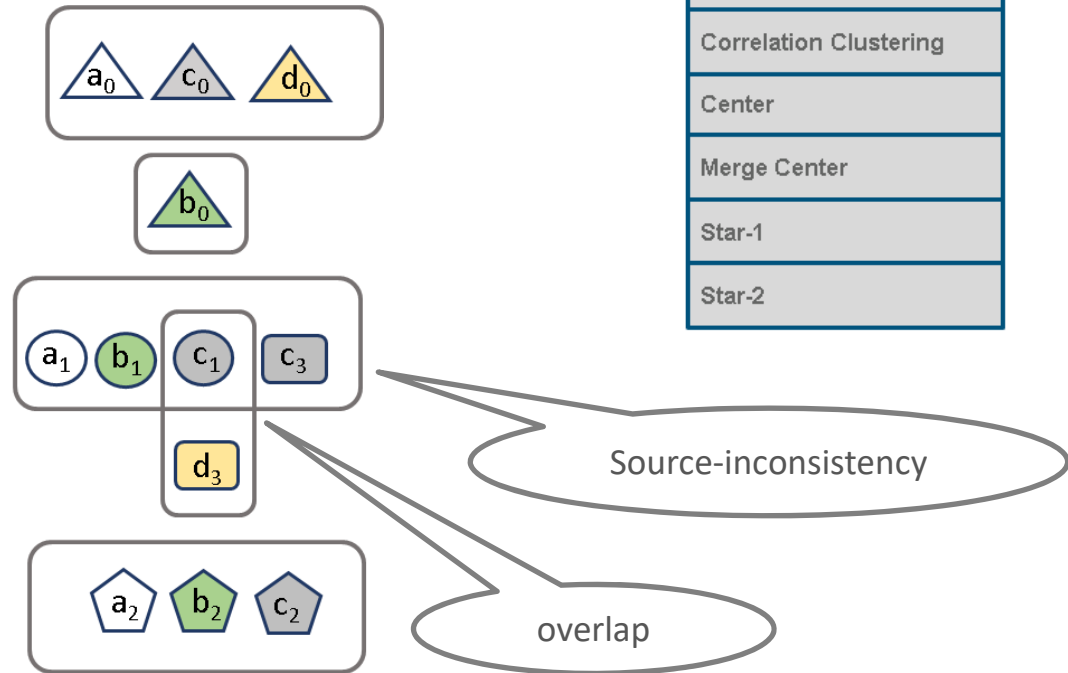 a₀ c₀ d₀
b₀
a₁ b₁ c₁ c₃
d₃
a₂ b₂ c₂
Correlation Clustering
Center
Merge Center
Star-1
Star-2
Source-inconsistency
overlap